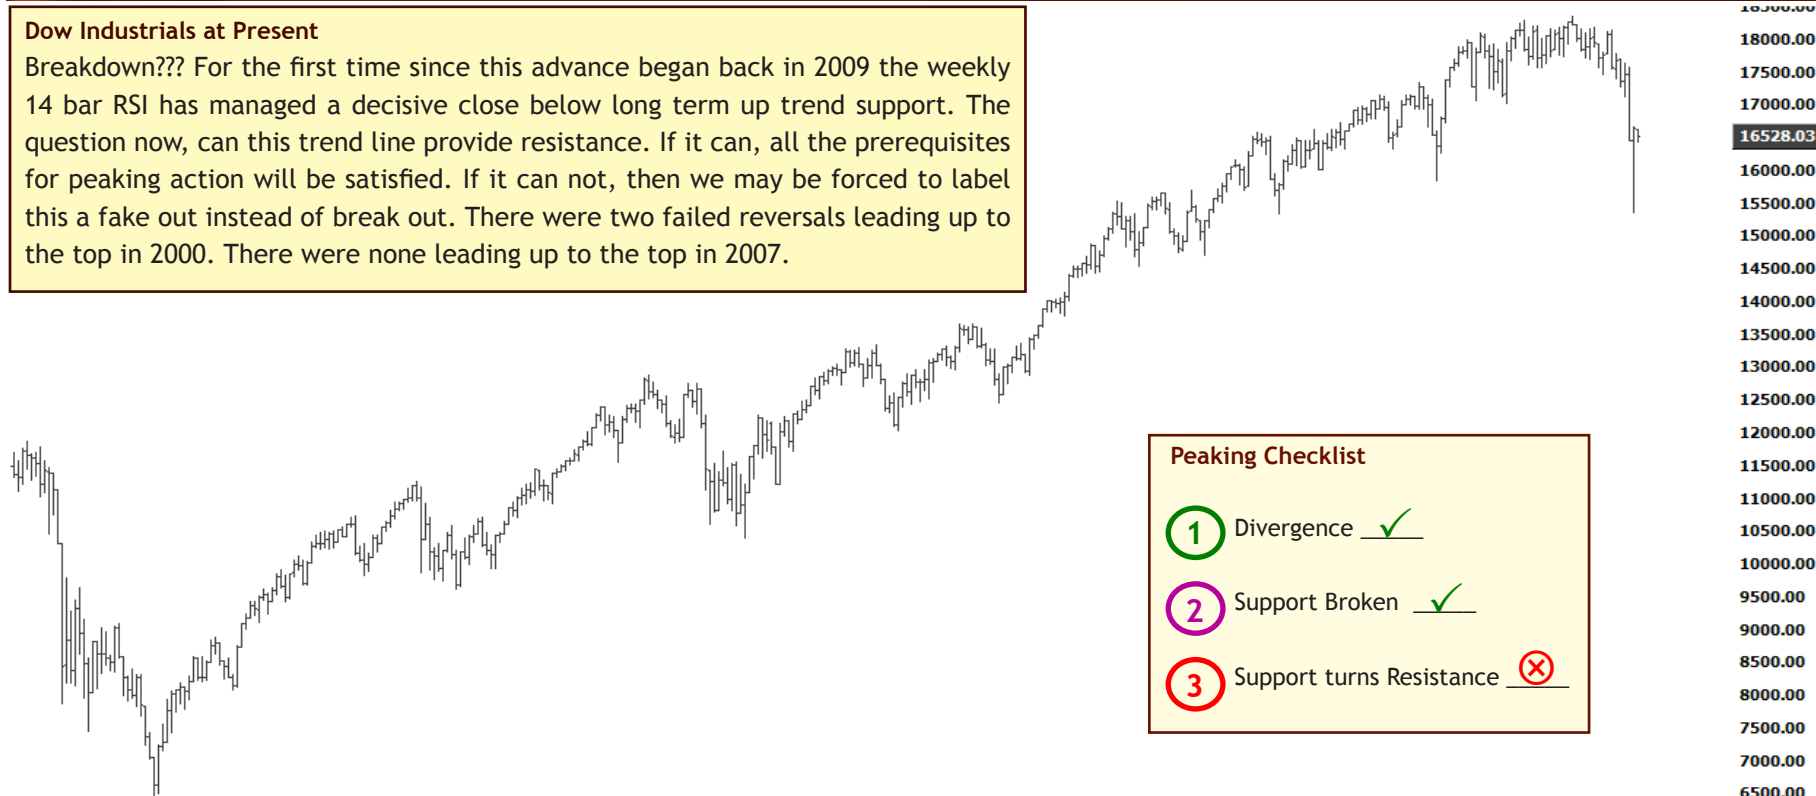 Dow Industrials at Present
Breakdown??? For the first time since this advance began back in 2009 the weekly
14 bar RSI has managed a decisive close below long term up trend support. The
question now, can this trend line provide resistance. If it can, all the prerequisites
for peaking action will be satisfied. If it can not, then we may be forced to label
this a fake out instead of break out. There were two failed reversals leading up to
the top in 2000. There were none leading up to the top in 2007.
18500.00
18000.00
17500.00
17000.00
16528.03
16000.00
15500.00
15000.00
14500.00
14000.00
13500.00
13000.00
12500.00
12000.00
11500.00
11000.00
10500.00
10000.00
9500.00
9000.00
8500.00
8000.00
7500.00
7000.00
6500.00
Peaking Checklist
1 Divergence _____ ✓
2 Support Broken _____ ✓
3 Support turns Resistance _____ ⊗